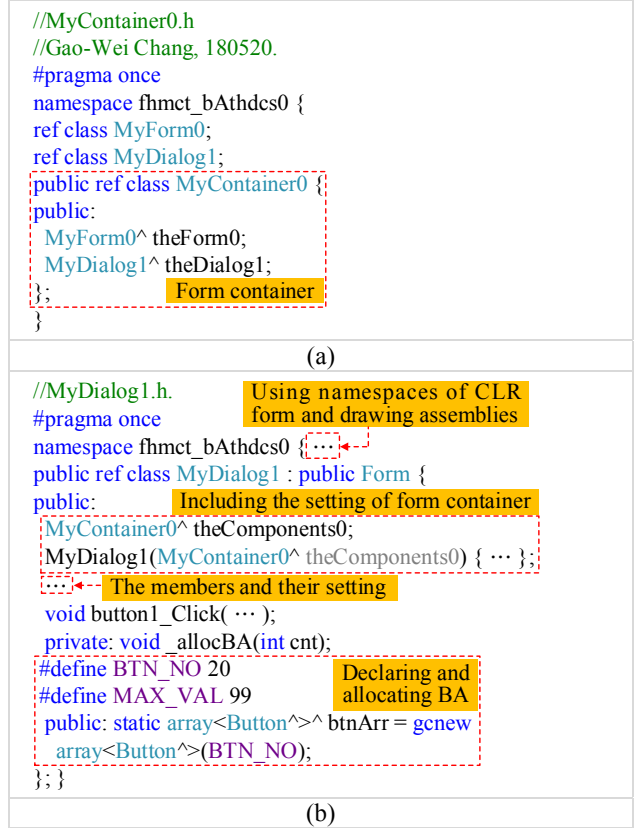 //MyContainer0.h
//Gao-Wei Chang, 180520.
#pragma once
namespace fhmct_bAthdcs0 {
ref class MyForm0;
ref class MyDialog1;
public ref class MyContainer0 {
public:
MyForm0^ theForm0;
MyDialog1^ theDialog1;
}; Form container
}
(a)
//MyDialog1.h.
Using namespaces of CLR
form and drawing assemblies
#pragma once
namespace fhmct_bAthdcs0 { ⋯
public ref class MyDialog1 : public Form {
public: Including the setting of form container
MyContainer0^ theComponents0;
MyDialog1(MyContainer0^ theComponents0) { ⋯ };
⋯ The members and their setting
void button1_Click( ⋯ );
private: void _allocBA(int cnt);
#define BTN_NO 20
#define MAX_VAL 99
Declaring and
allocating BA
public: static array<Button^>^ btnArr = gcnew
array<Button^>(BTN_NO);
}; }
(b)